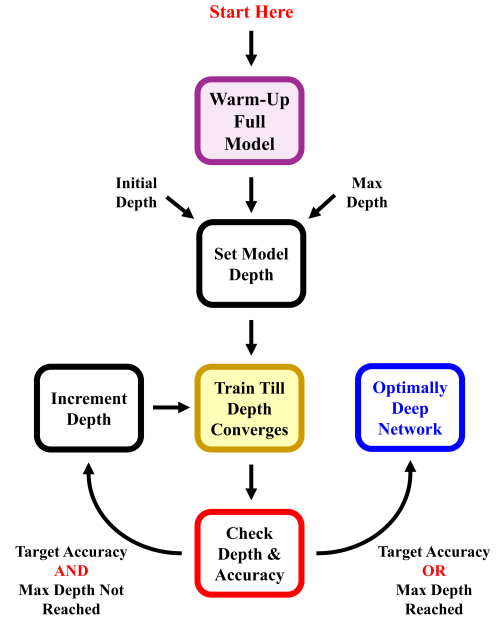 Start Here
Warm-Up
Full
Model
Initial
Depth
Max
Depth
Set Model
Depth
Increment
Depth
Train Till
Depth
Converges
Optimally
Deep
Network
Check
Depth &
Accuracy
Target Accuracy
AND
Max Depth Not
Reached
Target Accuracy
OR
Max Depth
Reached